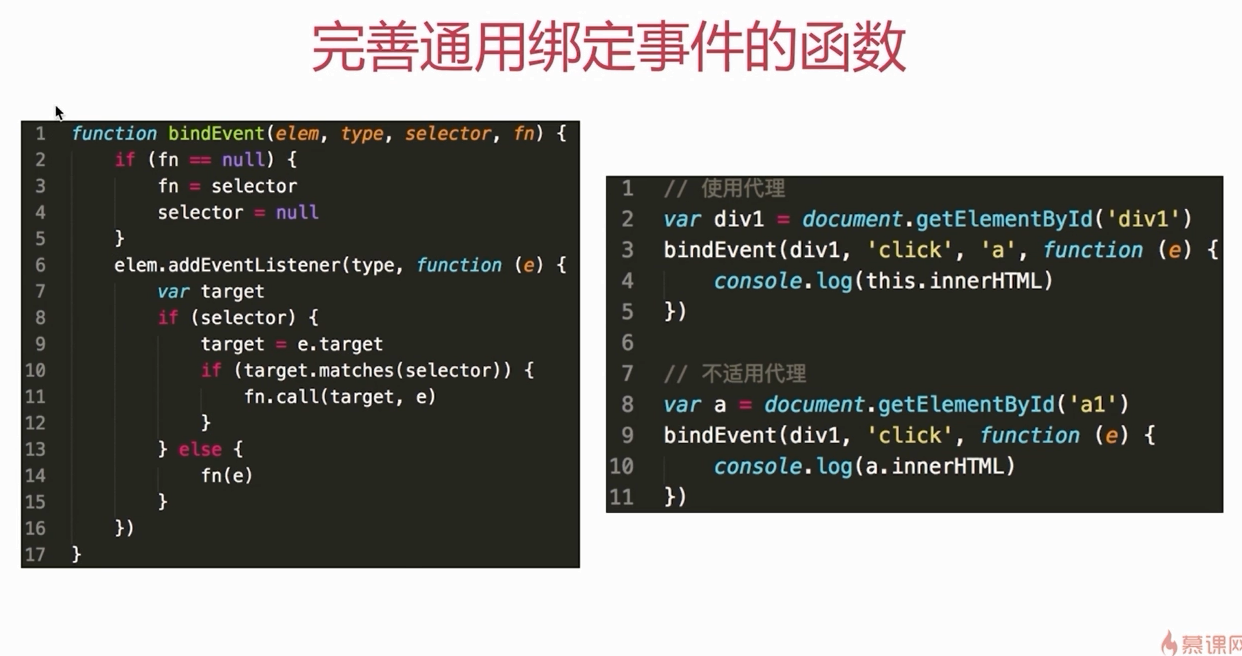 完善通用绑定事件的函数
1 function bindEvent(elem, type, selector, fn) {
2 if (fn == null) {
3 fn = selector
4 selector = null
5 }
6 elem.addEventListener(type, function (e) {
7 var target
8 if (selector) {
9 target = e.target
10 if (target.matches(selector)) {
11 fn.call(target, e)
12 }
13 } else {
14 fn(e)
15 }
16 })
17 }
1 // 使用代理
2 var div1 = document.getElementById('div1')
3 bindEvent(div1, 'click', 'a', function (e) {
4 console.log(this.innerHTML)
5 })
6
7 // 不适用代理
8 var a = document.getElementById('a1')
9 bindEvent(div1, 'click', function (e) {
10 console.log(a.innerHTML)
11 })
慕课网